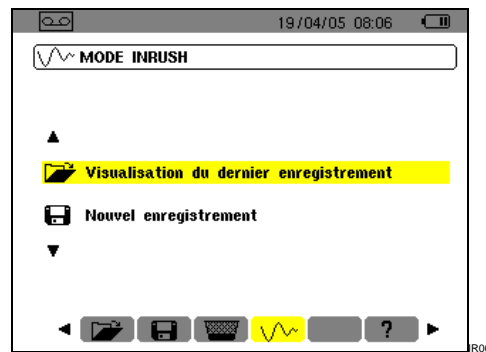 19/04/05 08:06
MODE INRUSH
Visualisation du dernier enregistrement
Nouvel enregistrement
?